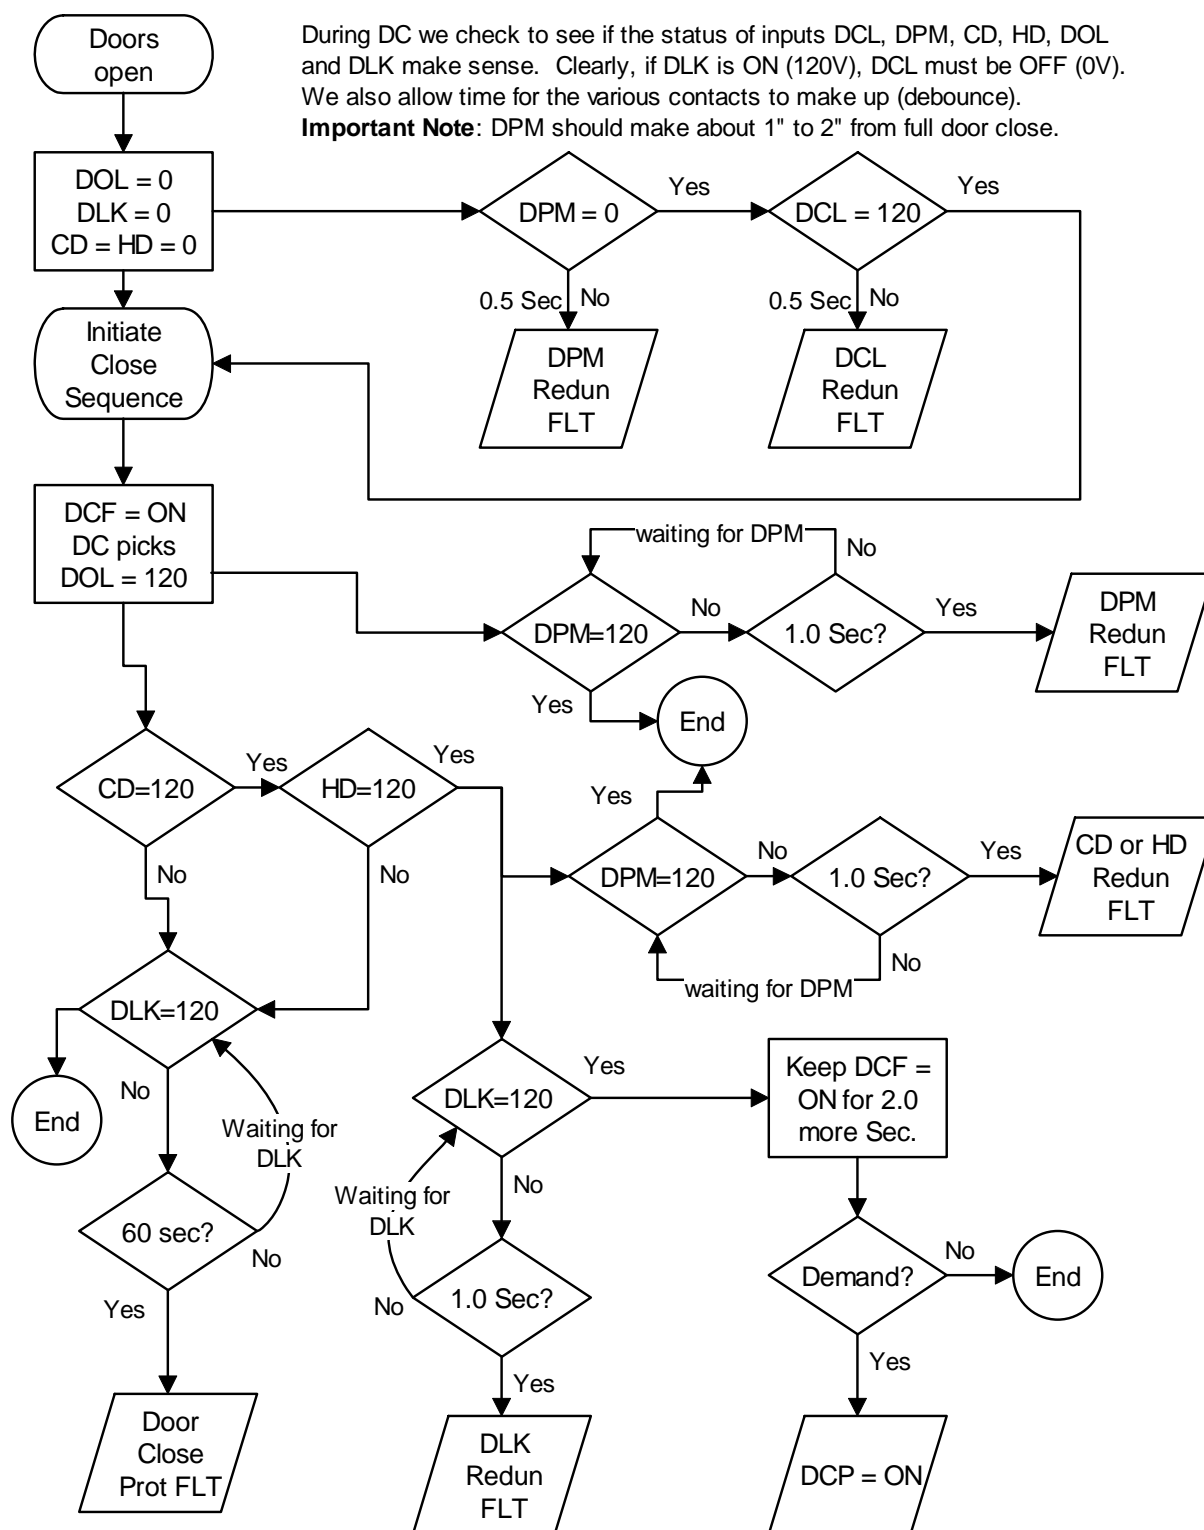 Doors
open
During DC we check to see if the status of inputs DCL, DPM, CD, HD, DOL
and DLK make sense.  Clearly, if DLK is ON (120V), DCL must be OFF (0V).
We also allow time for the various contacts to make up (debounce).
Important Note: DPM should make about 1" to 2" from full door close.
DOL = 0
DLK = 0
CD = HD = 0
DPM = 0
Yes
DCL = 120
Yes
0.5 Sec
No
0.5 Sec
No
Initiate
Close
Sequence
DPM
Redun
FLT
DCL
Redun
FLT
DCF = ON
DC picks
DOL = 120
waiting for DPM
No
DPM=120
No
1.0 Sec?
Yes
DPM
Redun
FLT
Yes
End
CD=120
Yes
HD=120
Yes
Yes
No
No
DPM=120
No
1.0 Sec?
Yes
CD or HD
Redun
FLT
No
waiting for DPM
DLK=120
No
End
Waiting for
DLK
60 sec?
No
Yes
Door
Close
Prot FLT
DLK=120
Yes
Keep DCF =
ON for 2.0
more Sec.
No
Waiting for
DLK
1.0 Sec?
No
Yes
DLK
Redun
FLT
Demand?
No
End
Yes
DCP = ON